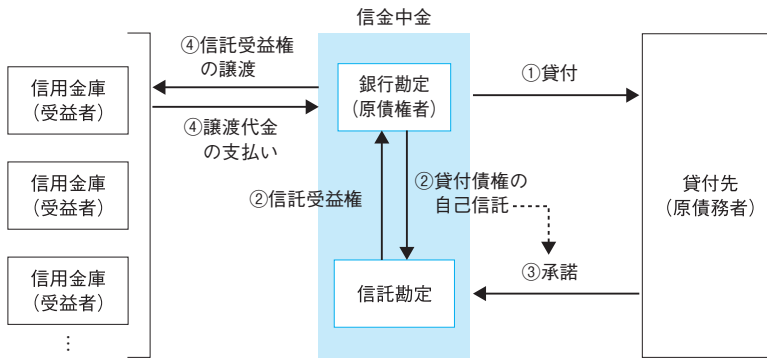 信金中金
④信託受益権
の譲渡
④譲渡代金
の支払い
信用金庫
(受益者)
信用金庫
(受益者)
信用金庫
(受益者)
⋮
銀行勘定
(原債権者)
①貸付
②信託受益権
②貸付債権の
自己信託
信託勘定
③承諾
貸付先
(原債務者)